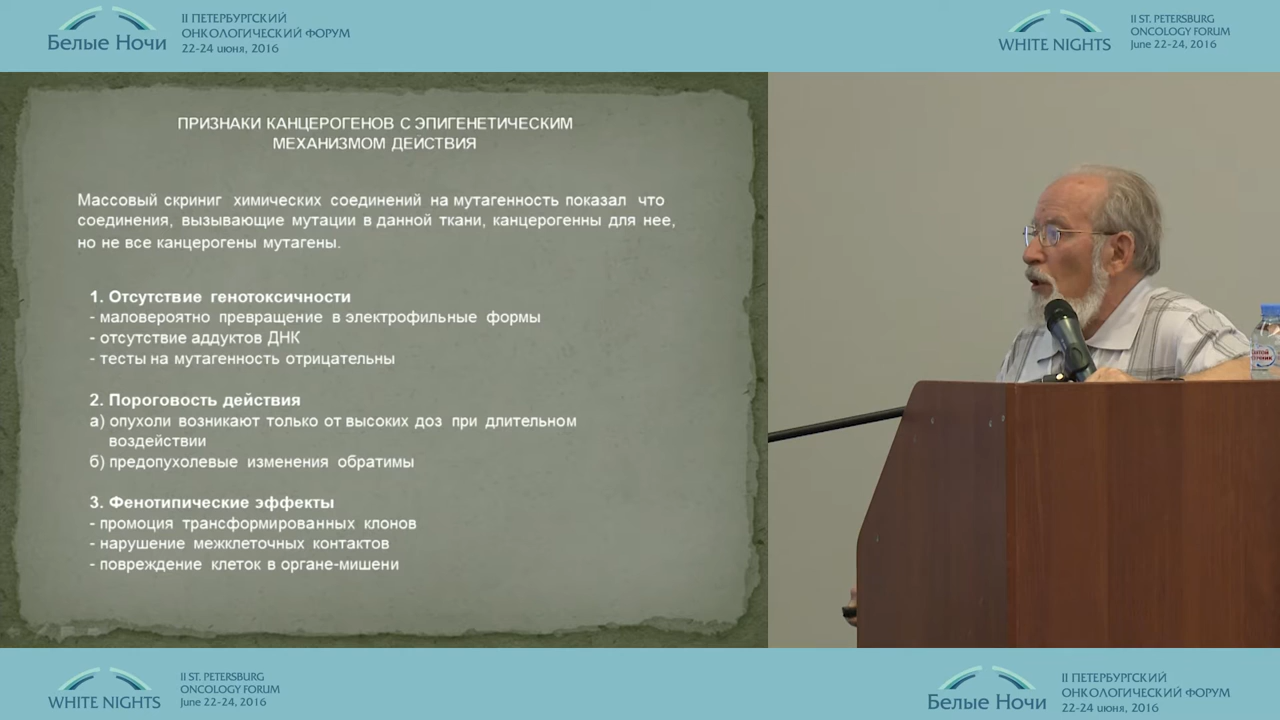 Белые Ночи
II ПЕТЕРБУРГСКИЙ
ОНКОЛОГИЧЕСКИЙ ФОРУМ
22-24 июня, 2016
WHITE NIGHTS
II ST. PETERSBURG
ONCOLOGY FORUM
June 22-24, 2016
ПРИЗНАКИ КАНЦЕРОГЕНОВ С ЭПИГЕНЕТИЧЕСКИМ
МЕХАНИЗМОМ ДЕЙСТВИЯ
Массовый скриниг химических соединений на мутагенность показал что
соединения, вызывающие мутации в данной ткани, канцерогенны для нее,
но не все канцерогены мутагены.
1. Отсутствие генотоксичности
- маловероятно превращение в электрофильные формы
- отсутствие аддуктов ДНК
- тесты на мутагенность отрицательны
2. Пороговость действия
а) опухоли возникают только от высоких доз при длительном
воздействии
б) предопухолевые изменения обратимы
3. Фенотипические эффекты
- промоция трансформированных клонов
- нарушение межклеточных контактов
- повреждение клеток в органе-мишени
WHITE NIGHTS
II ST. PETERSBURG
ONCOLOGY FORUM
June 22-24, 2016
Белые Ночи
II ПЕТЕРБУРГСКИЙ
ОНКОЛОГИЧЕСКИЙ ФОРУМ
22-24 июня, 2016